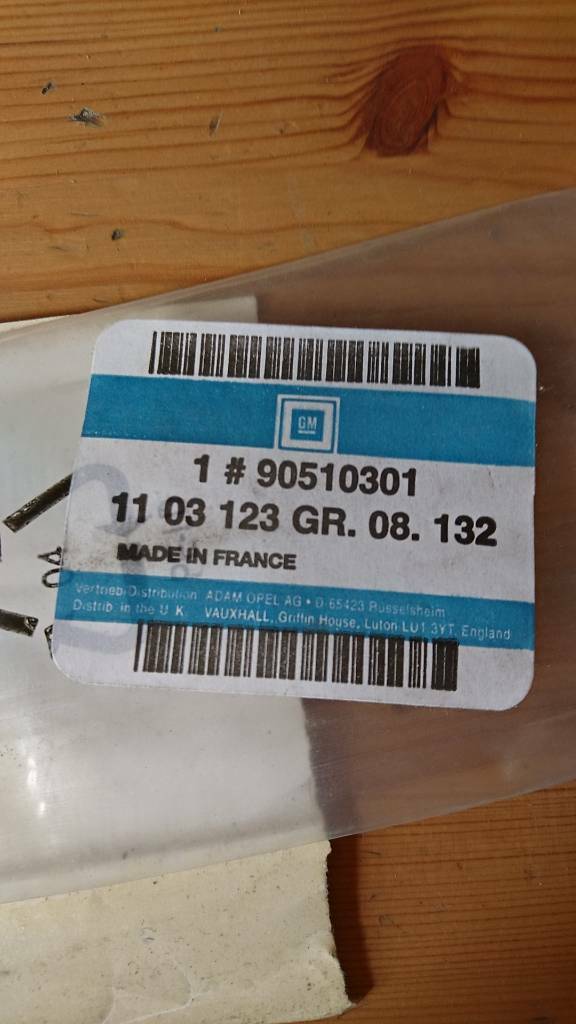 GM
1 # 90510301
11 03 123 GR. 08. 132
MADE IN FRANCE
Vertrieb/Distribution ADAM OPEL AG • D-65423 Rüsselsheim
Distrib. in the U.K. VAUXHALL, Griffin House, Luton LU1 3YT, England